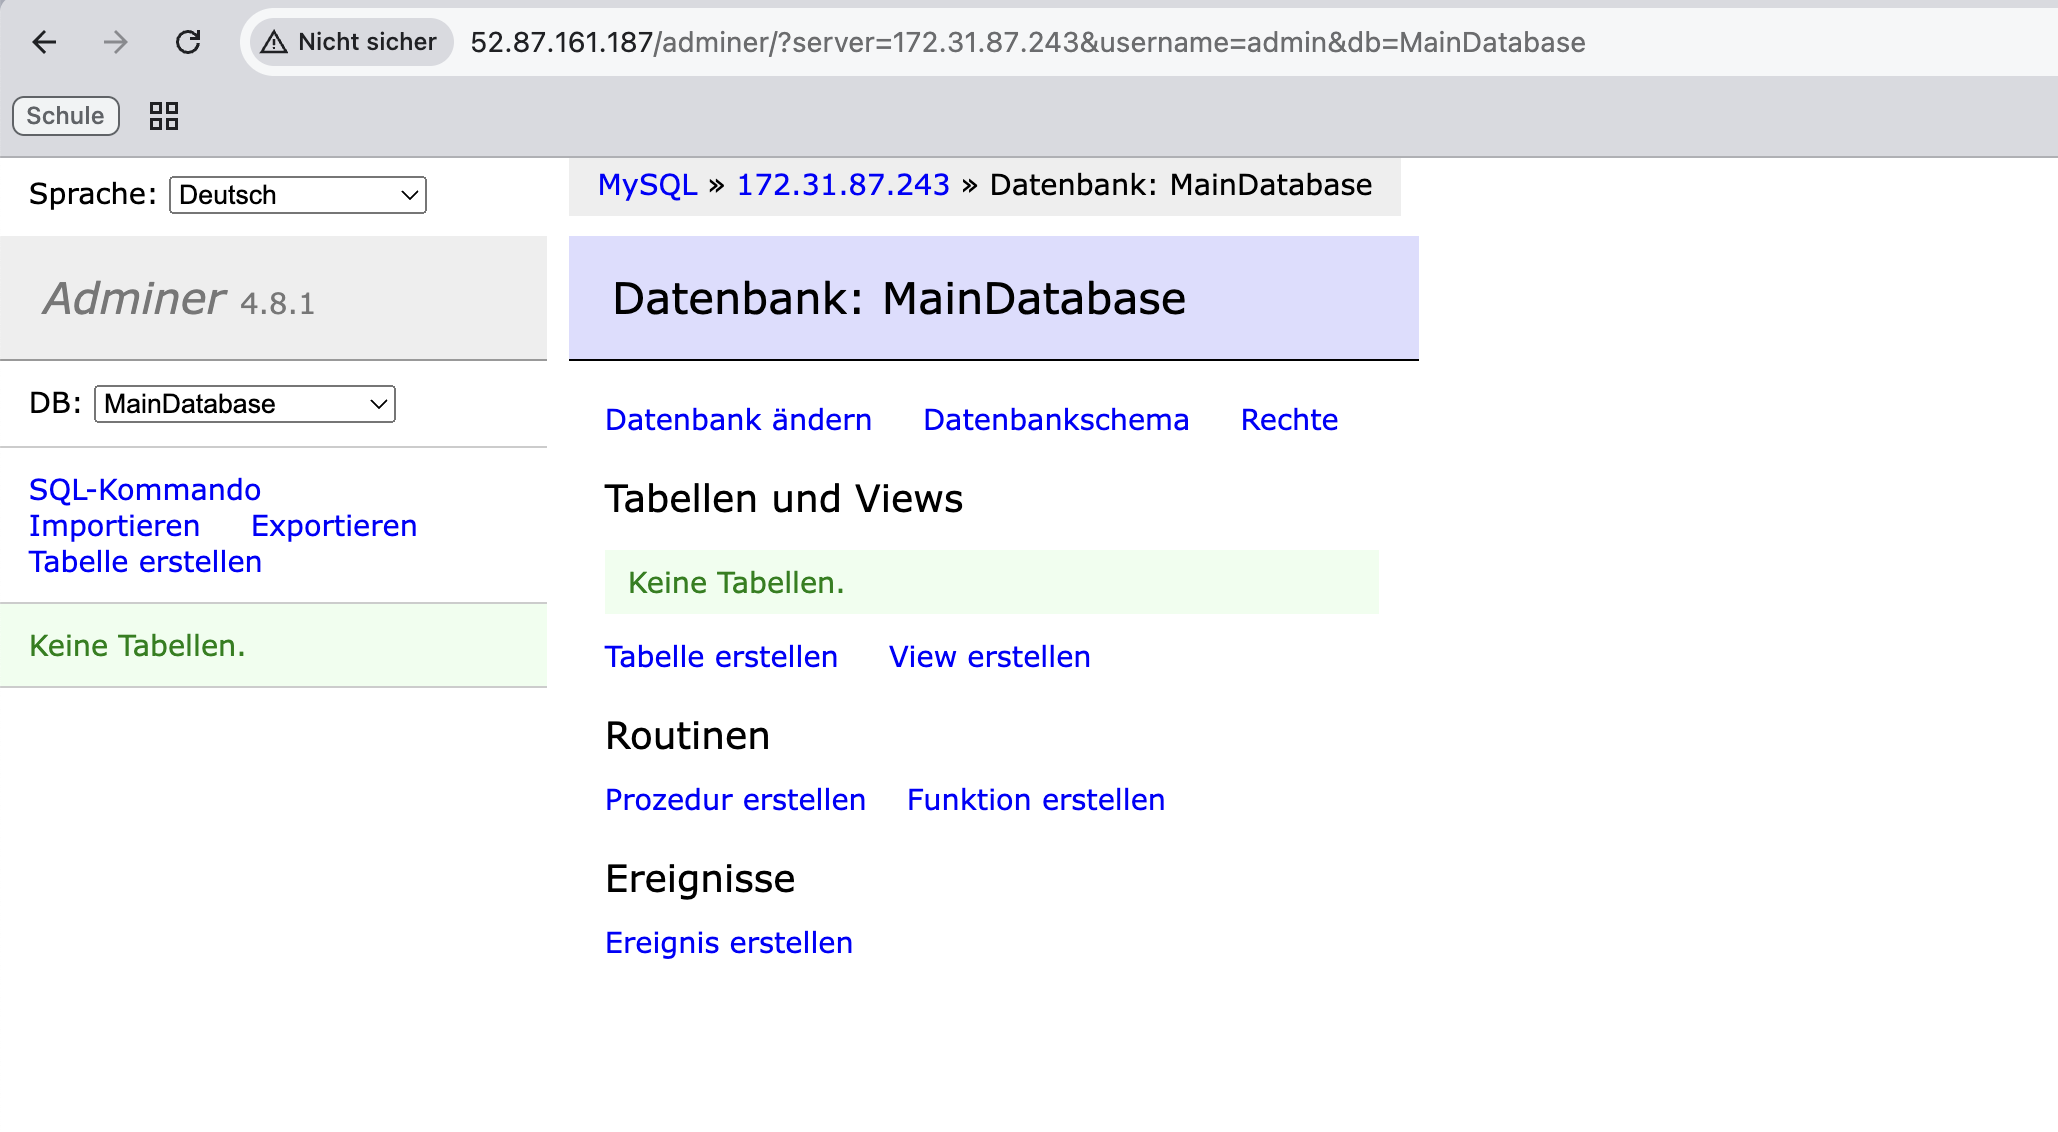 Nicht sicher 52.87.161.187/adminer/?server=172.31.87.243&username=admin&db=MainDatabase
Schule
Sprache: Deutsch
MySQL » 172.31.87.243 » Datenbank: MainDatabase
Adminer 4.8.1
Datenbank: MainDatabase
DB: MainDatabase
SQL-Kommando
Importieren Exportieren
Tabelle erstellen
Keine Tabellen.
Datenbank ändern Datenbankschema Rechte
Tabellen und Views
Keine Tabellen.
Tabelle erstellen View erstellen
Routinen
Prozedur erstellen Funktion erstellen
Ereignisse
Ereignis erstellen